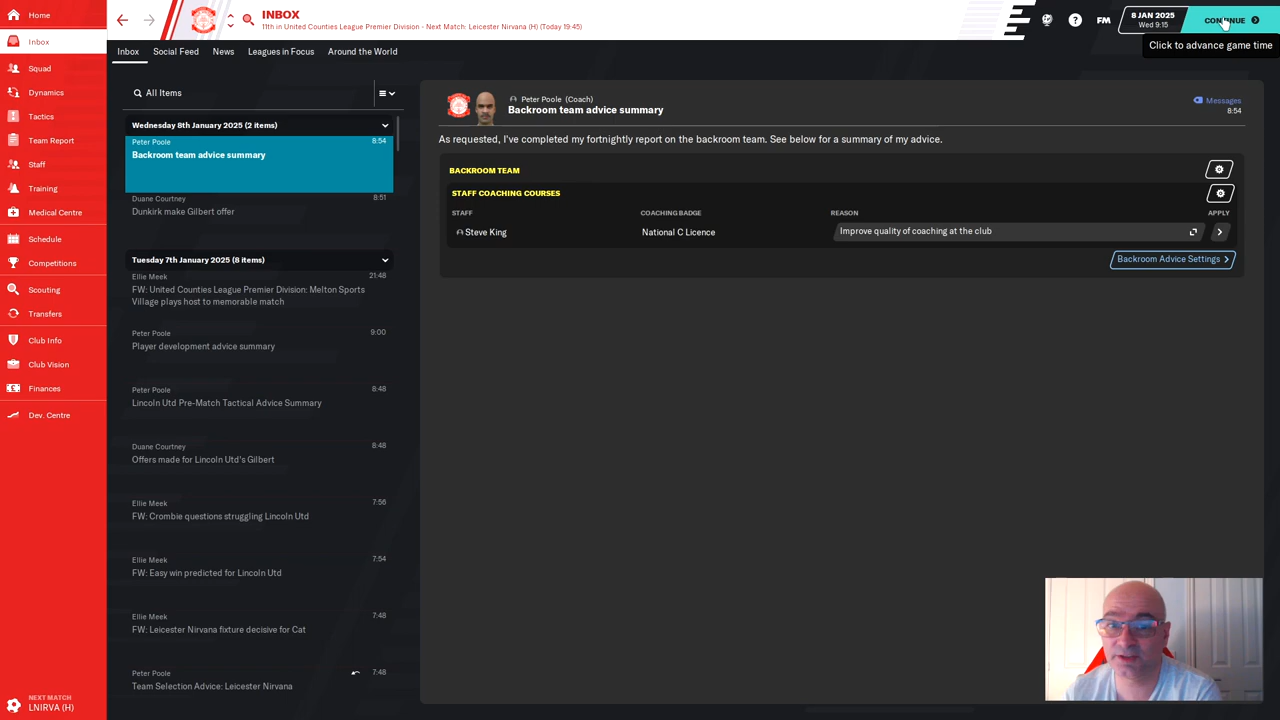 Home
Inbox
Squad
Dynamics
Tactics
Team Report
Staff
Training
Medical Centre
Schedule
Competitions
Scouting
Transfers
Club Info
Club Vision
Finances
Dev. Centre
NEXT MATCH
LNIRVA (H)
INBOX
11th in United Counties League Premier Division - Next Match: Leicester Nirvana (H) (Today 19:45)
?
FM
8 JAN 2025
Wed 9:15
CONTINUE
Click to advance game time
Inbox Social Feed News Leagues in Focus Around the World
All Items
Wednesday 8th January 2025 (2 items)
Peter Poole 8:54
Backroom team advice summary
Duane Courtney 8:51
Dunkirk make Gilbert offer
Tuesday 7th January 2025 (8 items)
Ellie Meek 21:48
FW: United Counties League Premier Division: Melton Sports
Village plays host to memorable match
Peter Poole 9:00
Player development advice summary
Peter Poole 8:48
Lincoln Utd Pre-Match Tactical Advice Summary
Duane Courtney 8:48
Offers made for Lincoln Utd's Gilbert
Ellie Meek 7:56
FW: Crombie questions struggling Lincoln Utd
Ellie Meek 7:54
FW: Easy win predicted for Lincoln Utd
Ellie Meek 7:48
FW: Leicester Nirvana fixture decisive for Cat
Peter Poole 7:48
Team Selection Advice: Leicester Nirvana
Peter Poole (Coach)
Backroom team advice summary
Messages
8:54
As requested, I've completed my fortnightly report on the backroom team. See below for a summary of my advice.
BACKROOM TEAM
STAFF COACHING COURSES
STAFF COACHING BADGE REASON APPLY
Steve King National C Licence Improve quality of coaching at the club
Backroom Advice Settings